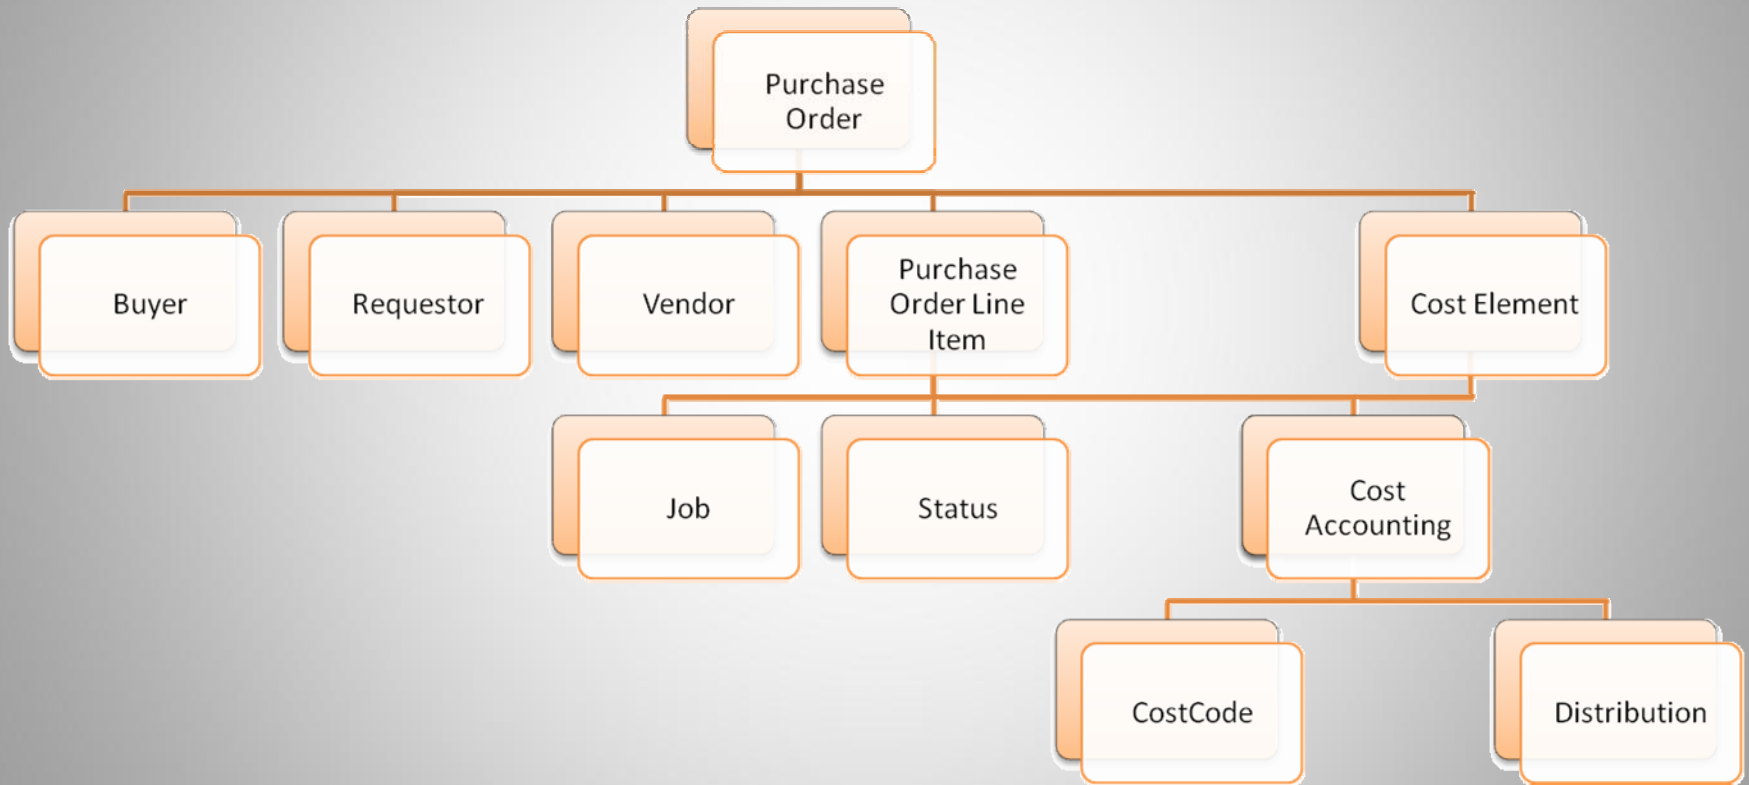 Purchase
Order
Buyer
Requestor
Vendor
Purchase
Order Line
Item
Cost Element
Job
Status
Cost
Accounting
CostCode
Distribution